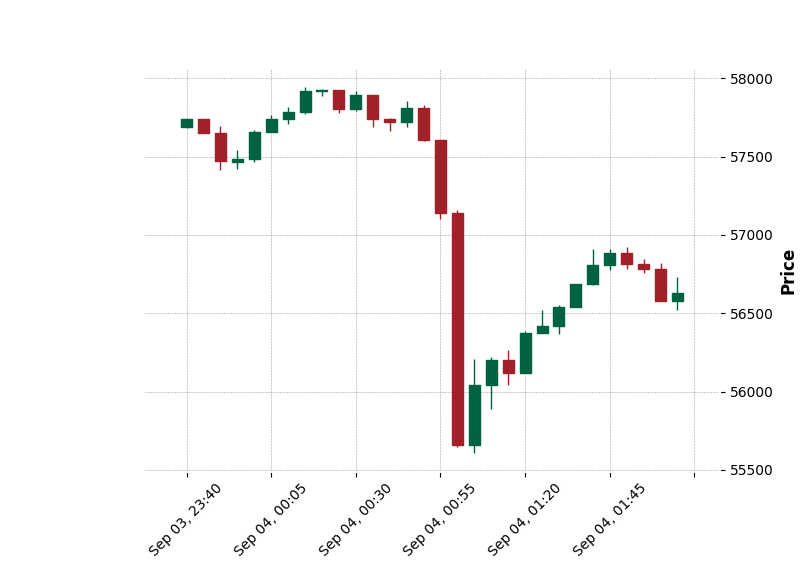 58000
57500
57000
56500
56000
55500
Price
Sep 03, 23:40
Sep 04, 00:05
Sep 04, 00:30
Sep 04, 00:55
Sep 04, 01:20
Sep 04, 01:45